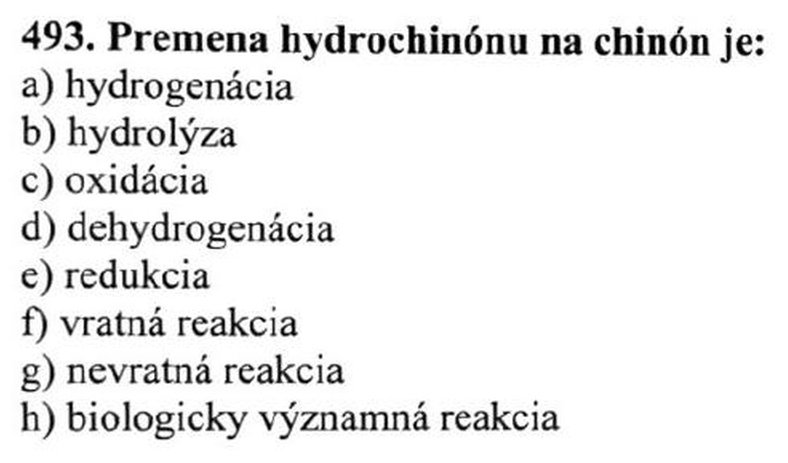 493. Premena hydrochinónu na chinón je:
a) hydrogenácia
b) hydrolýza
c) oxidácia
d) dehydrogenácia
e) redukcia
f) vratná reakcia
g) nevratná reakcia
h) biologicky významná reakcia